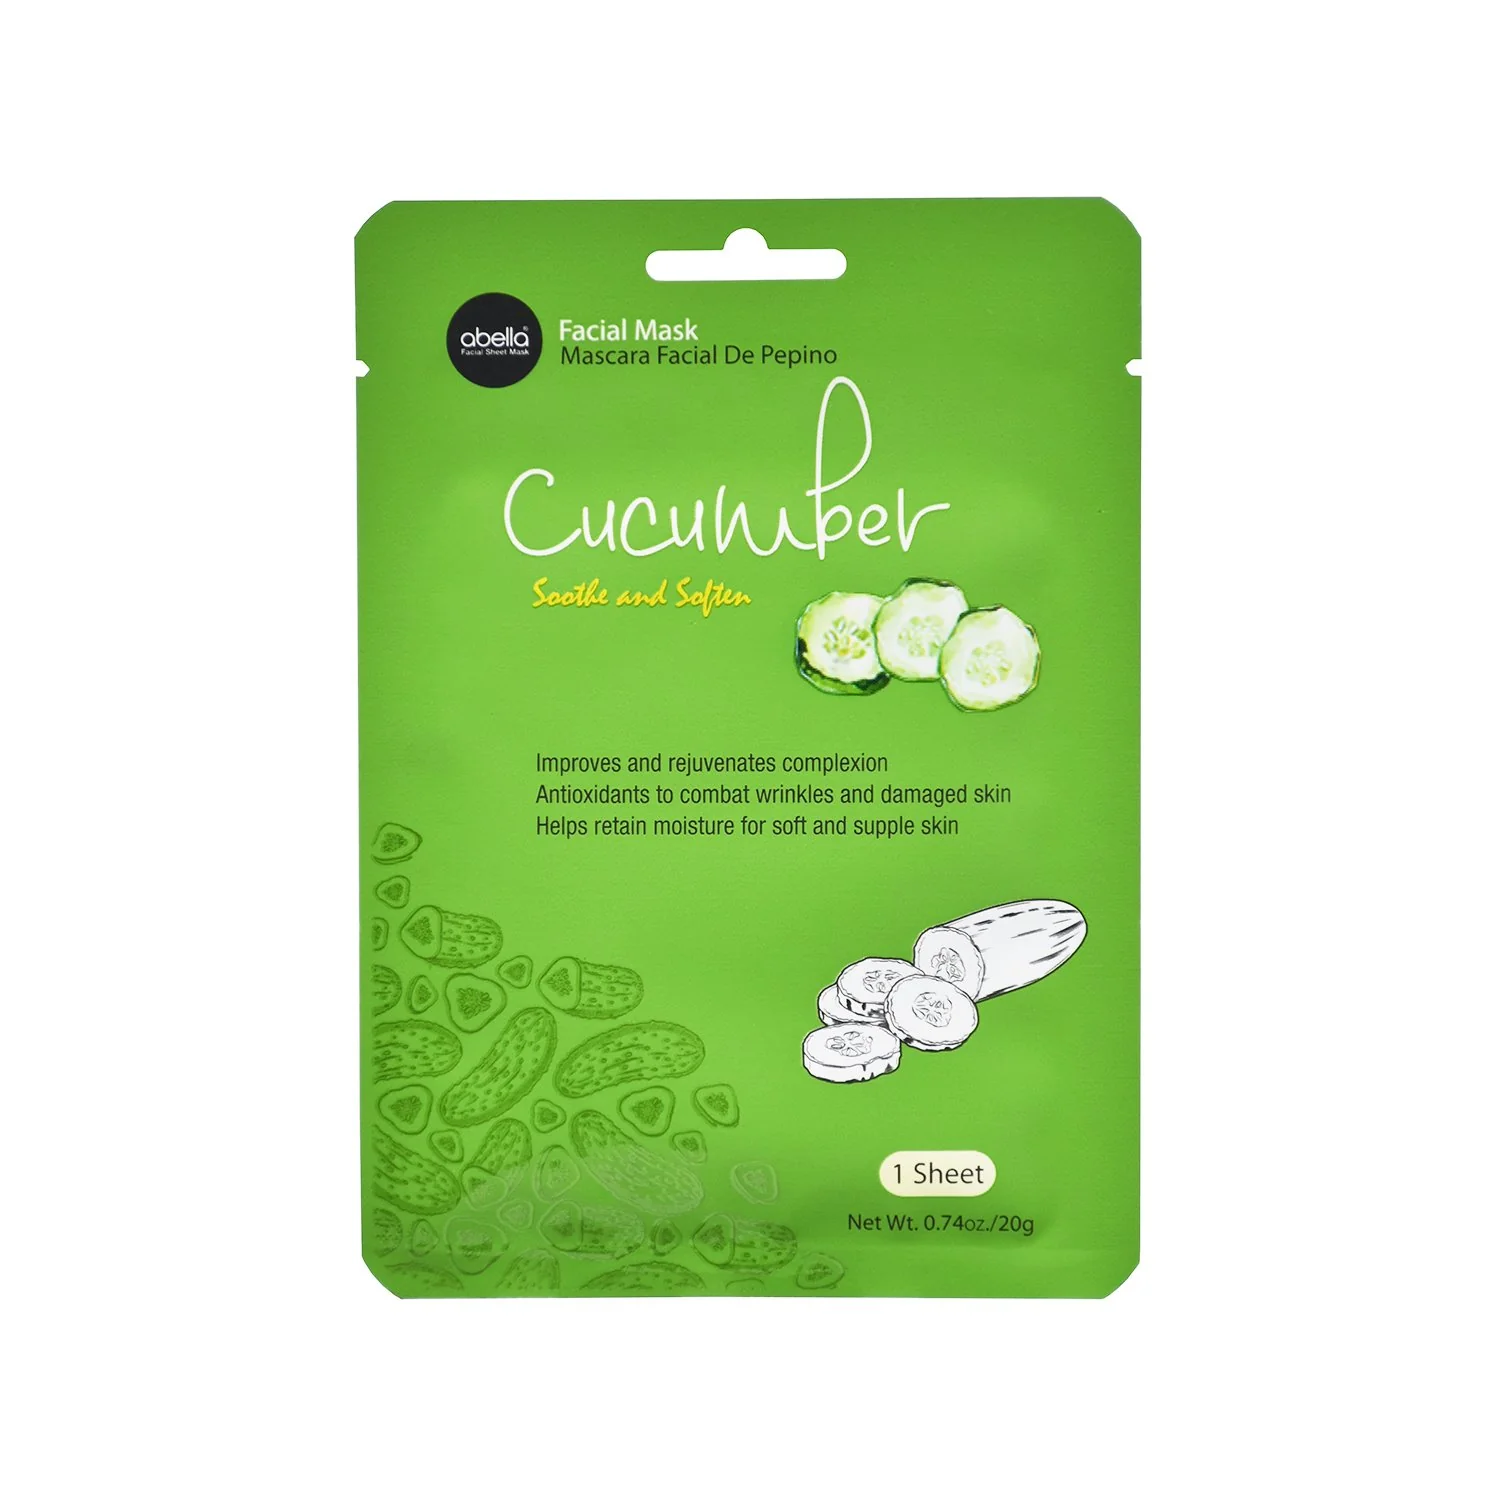 abella®
Facial Sheet Mask
Facial Mask
Mascara Facial De Pepino
Cucumber
Soothe and Soften
Improves and rejuvenates complexion
Antioxidants to combat wrinkles and damaged skin
Helps retain moisture for soft and supple skin
1 Sheet
Net Wt. 0.74oz./20g